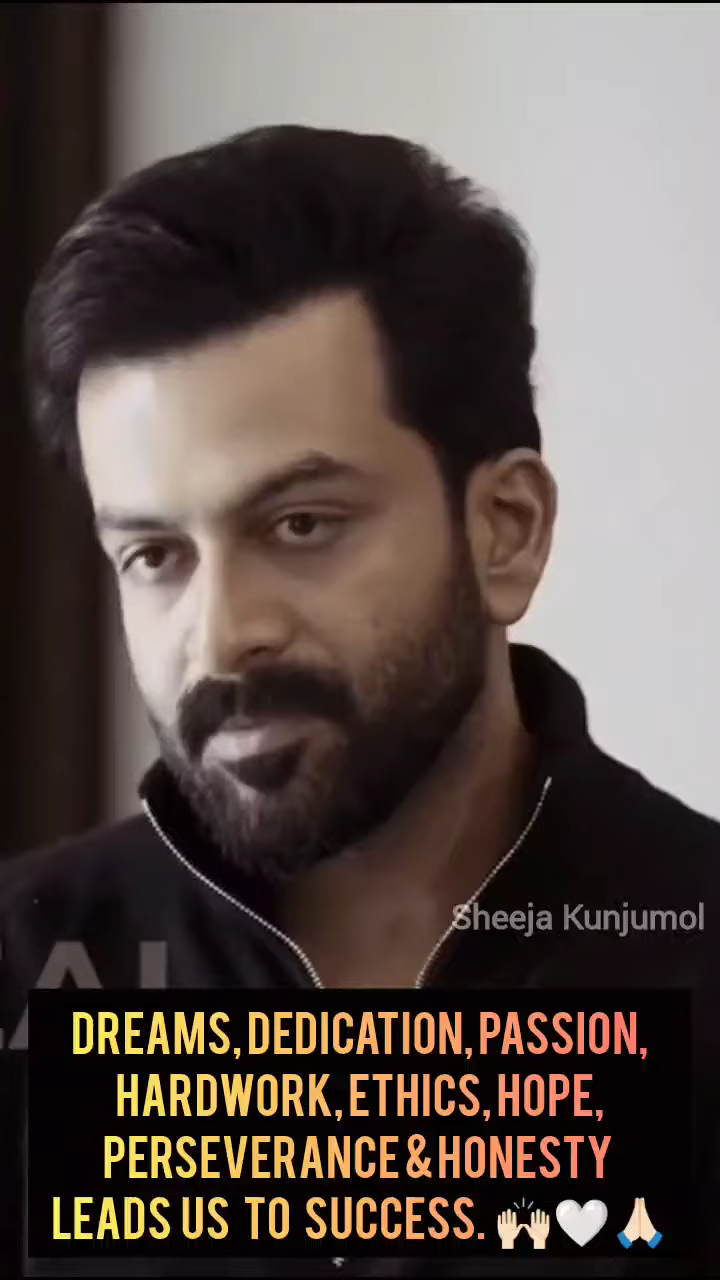 Sheeja Kunjumol
DREAMS, DEDICATION, PASSION,
HARDWORK, ETHICS, HOPE,
PERSEVERANCE & HONESTY
LEADS US TO SUCCESS. 🙌🏻🤍🙏🏻